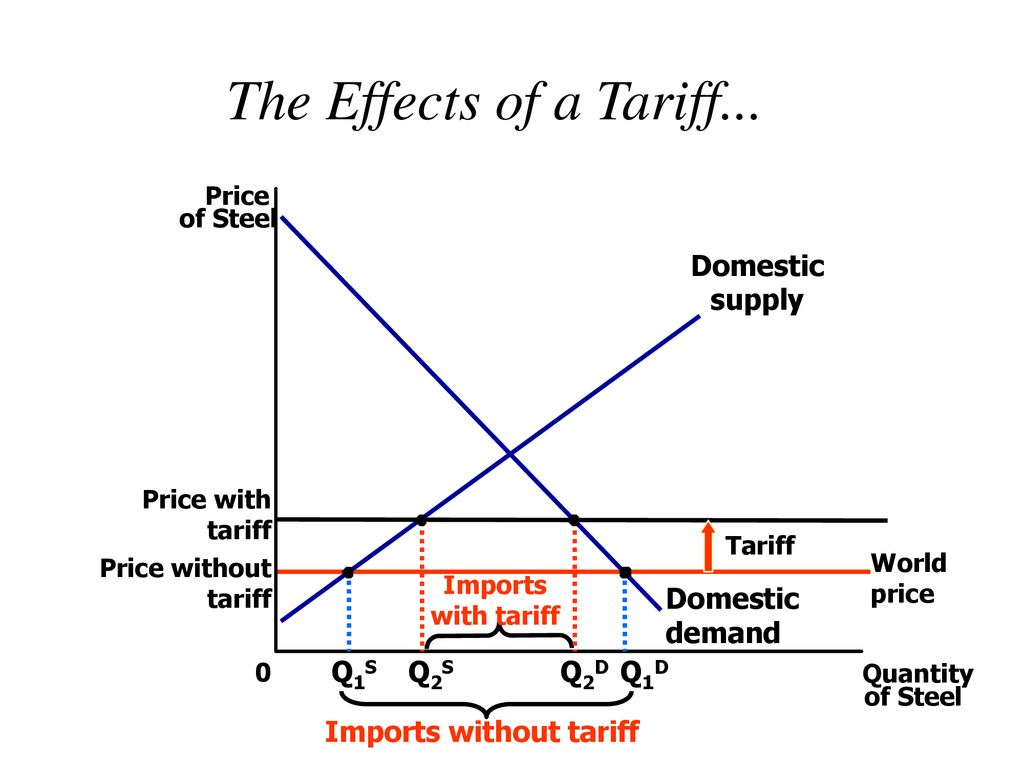 The Effects of a Tariff...
Price
of Steel
Domestic
supply
Price with
tariff
Tariff
Price without
tariff
World
price
Imports
with tariff
Domestic
demand
0
Q₁ˢ
Q₂ˢ
Q₂ᴰ
Q₁ᴰ
Quantity
of Steel
Imports without tariff